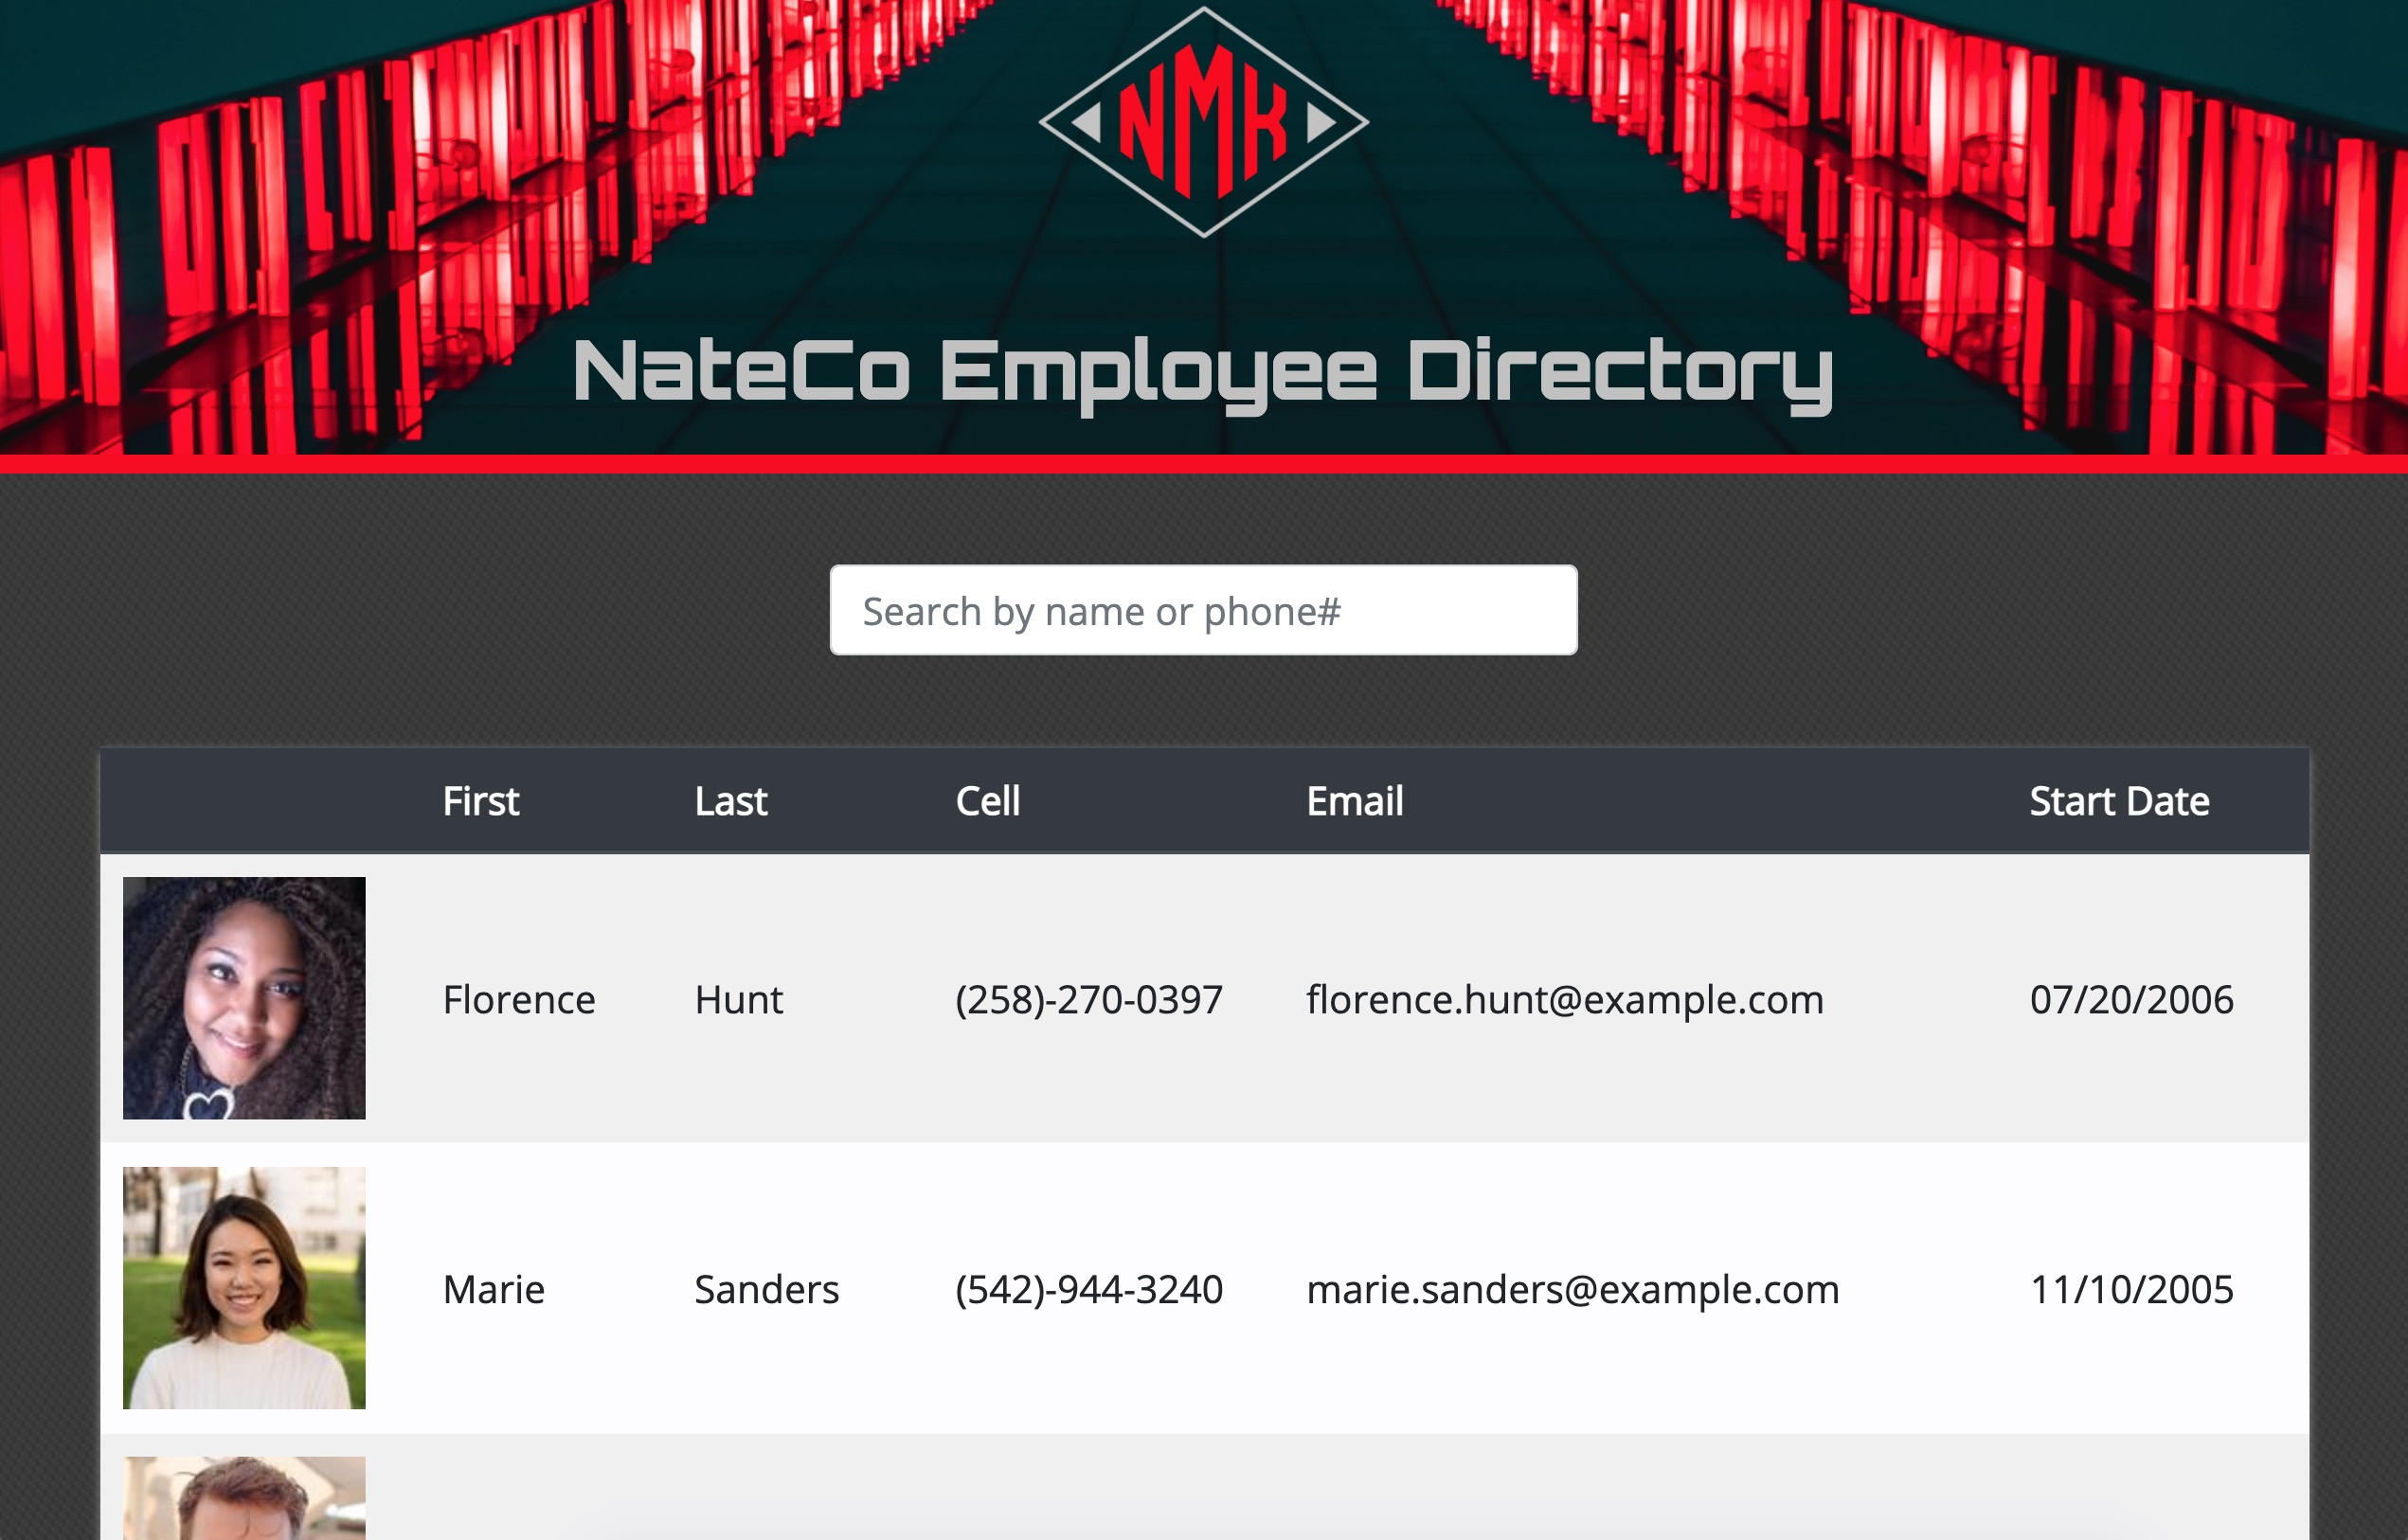 NMK
NateCo Employee Directory
Search by name or phone#
First Last Cell Email Start Date
Florence Hunt (258)-270-0397 florence.hunt@example.com 07/20/2006
Marie Sanders (542)-944-3240 marie.sanders@example.com 11/10/2005